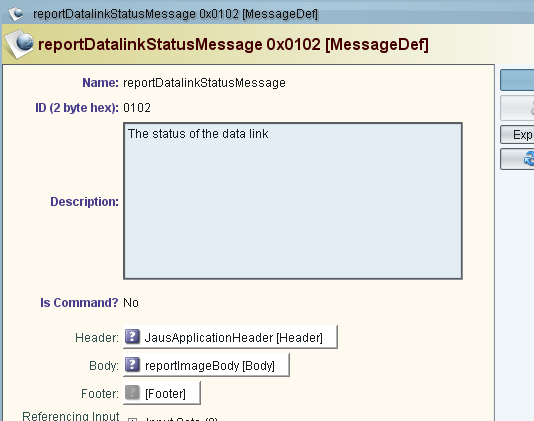 reportDatalinkStatusMessage 0x0102 [MessageDef]
reportDatalinkStatusMessage 0x0102 [MessageDef]
Name: reportDatalinkStatusMessage
ID (2 byte hex): 0102
The status of the data link
Exp
Description:
Is Command? No
Header: JausApplicationHeader [Header]
Body: reportImageBody [Body]
Footer: [Footer]
Referencing Input